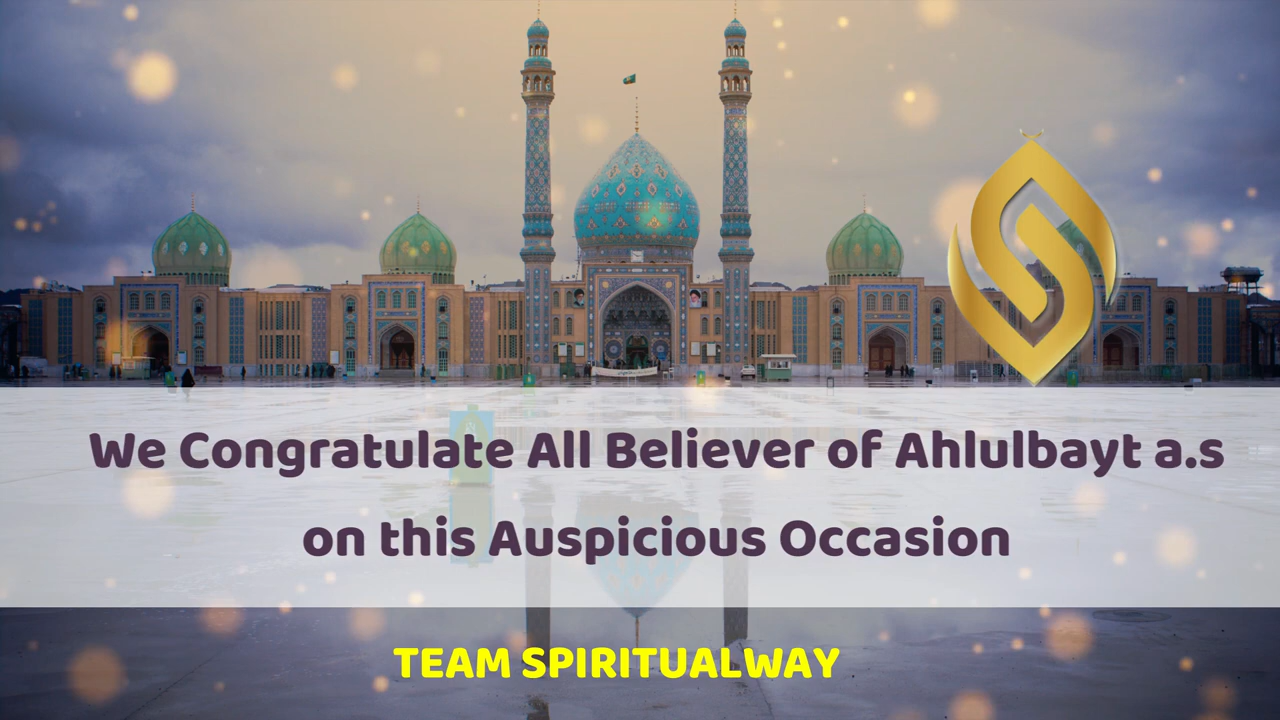 We Congratulate All Believer of Ahlulbayt a.s
on this Auspicious Occasion
TEAM SPIRITUALWAY